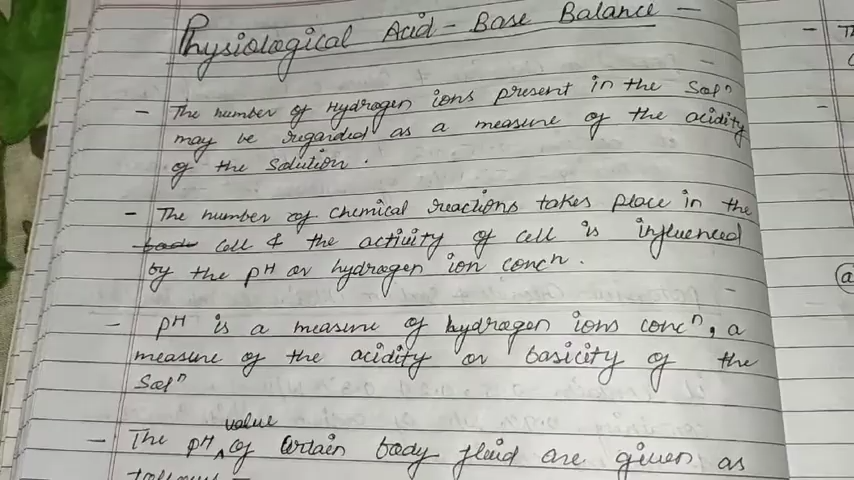 Physiological Acid - Base Balance -
- The number of Hydrogen ions present in the Solⁿ
may be regarded as a measure of the acidity
of the Solution.
- The number of chemical reactions takes place in the
cell & the activity of cell is influenced
by the pH or hydrogen ion concⁿ.
- pH is a measure of hydrogen ions concⁿ, a
measure of the acidity or basicity of the
Solⁿ
- The pH value of certain body fluid are given as
follows -
- Th
(a